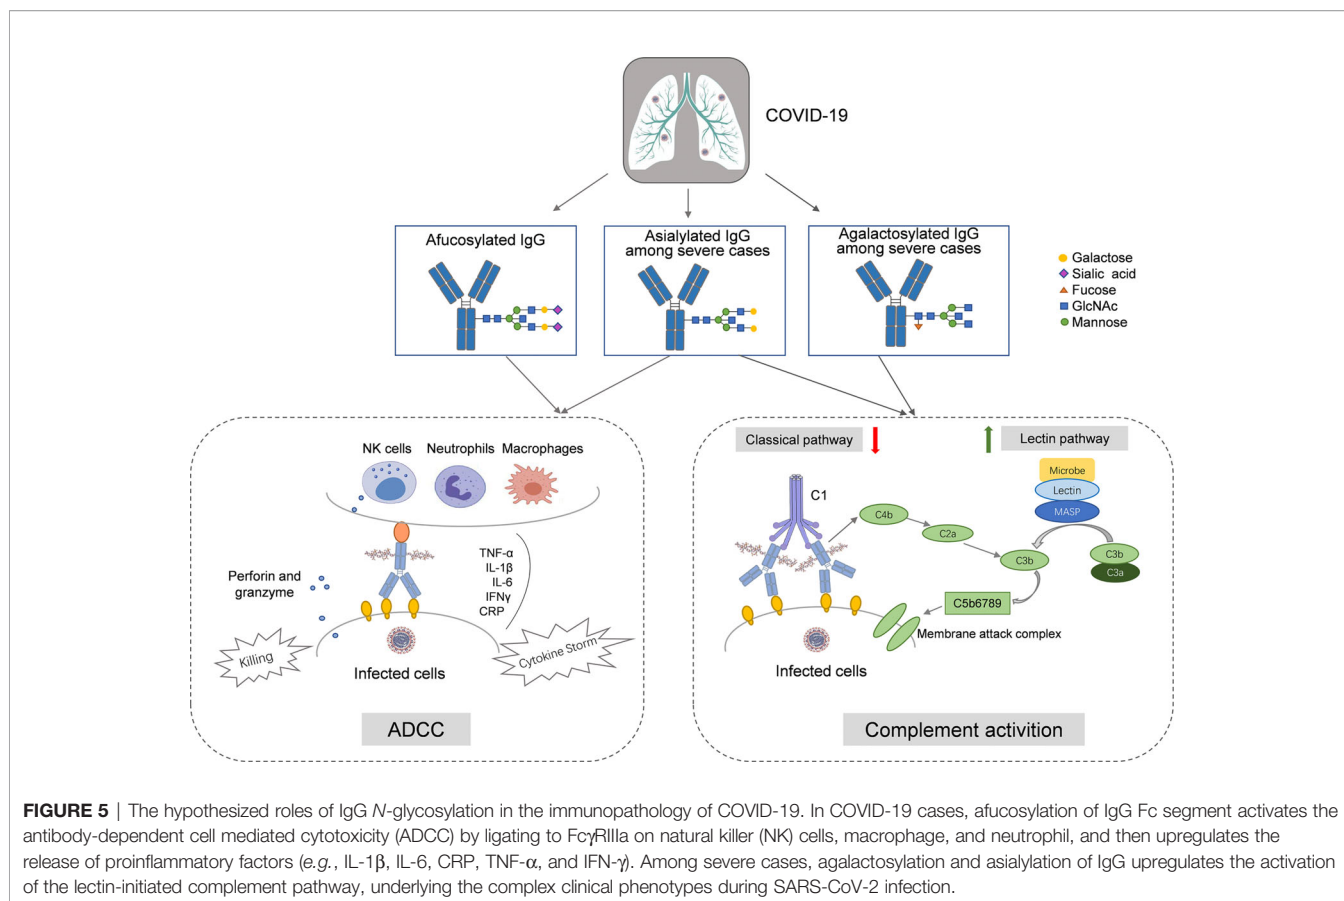 COVID-19
Afucosylated IgG
Asialylated IgG
among severe cases
Agalactosylated IgG
among severe cases
Galactose
Sialic acid
Fucose
GlcNAc
Mannose
NK cells
Neutrophils
Macrophages
TNF-α
IL-1β
IL-6
IFNγ
CRP
Perforin and
granzyme
Killing
Cytokine Storm
Infected cells
ADCC
Classical pathway
Lectin pathway
Microbe
Lectin
MASP
C1
C4b
C2a
C3b
C3b
C3a
C5b6789
Membrane attack complex
Infected cells
Complement activition
FIGURE 5 | The hypothesized roles of IgG N-glycosylation in the immunopathology of COVID-19. In COVID-19 cases, afucosylation of IgG Fc segment activates the
antibody-dependent cell mediated cytotoxicity (ADCC) by ligating to FcγRIIIa on natural killer (NK) cells, macrophage, and neutrophil, and then upregulates the
release of proinflammatory factors (e.g., IL-1β, IL-6, CRP, TNF-α, and IFN-γ). Among severe cases, agalactosylation and asialylation of IgG upregulates the activation
of the lectin-initiated complement pathway, underlying the complex clinical phenotypes during SARS-CoV-2 infection.